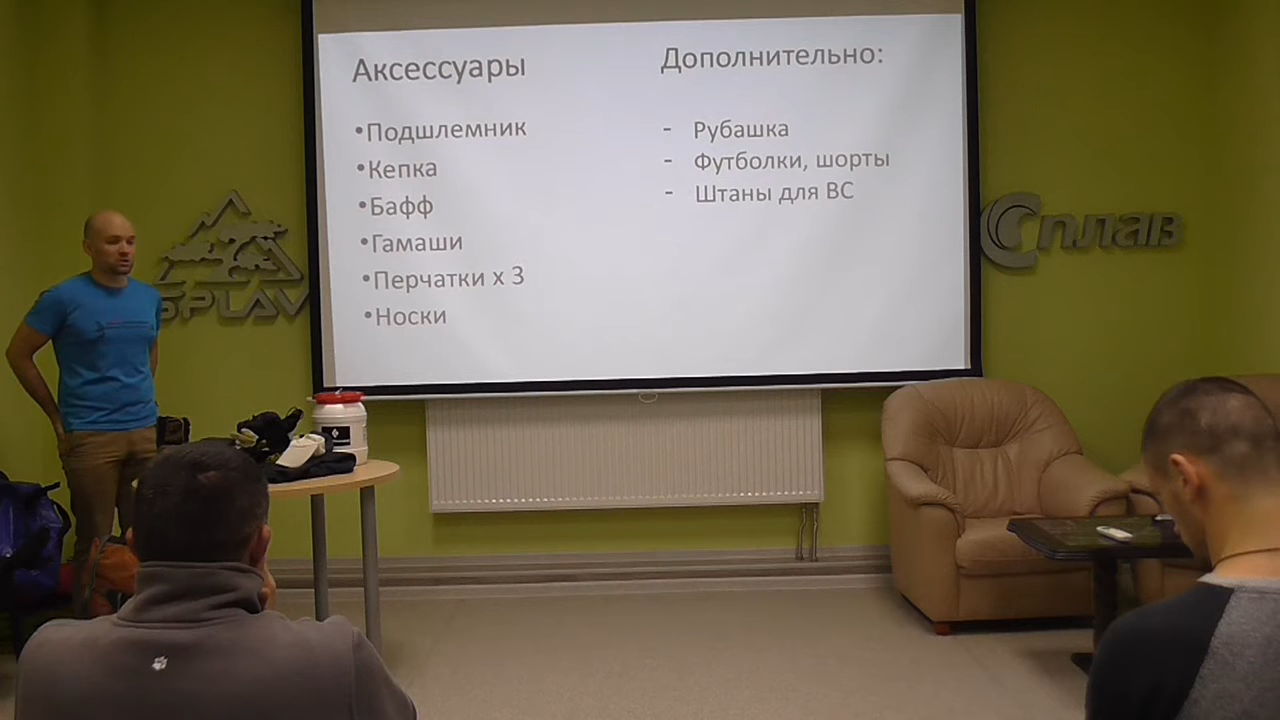 Аксессуары
•Подшлемник
•Кепка
•Бафф
•Гамаши
•Перчатки х 3
•Носки
Дополнительно:
- Рубашка
- Футболки, шорты
- Штаны для ВС
SPLAV
Сплав